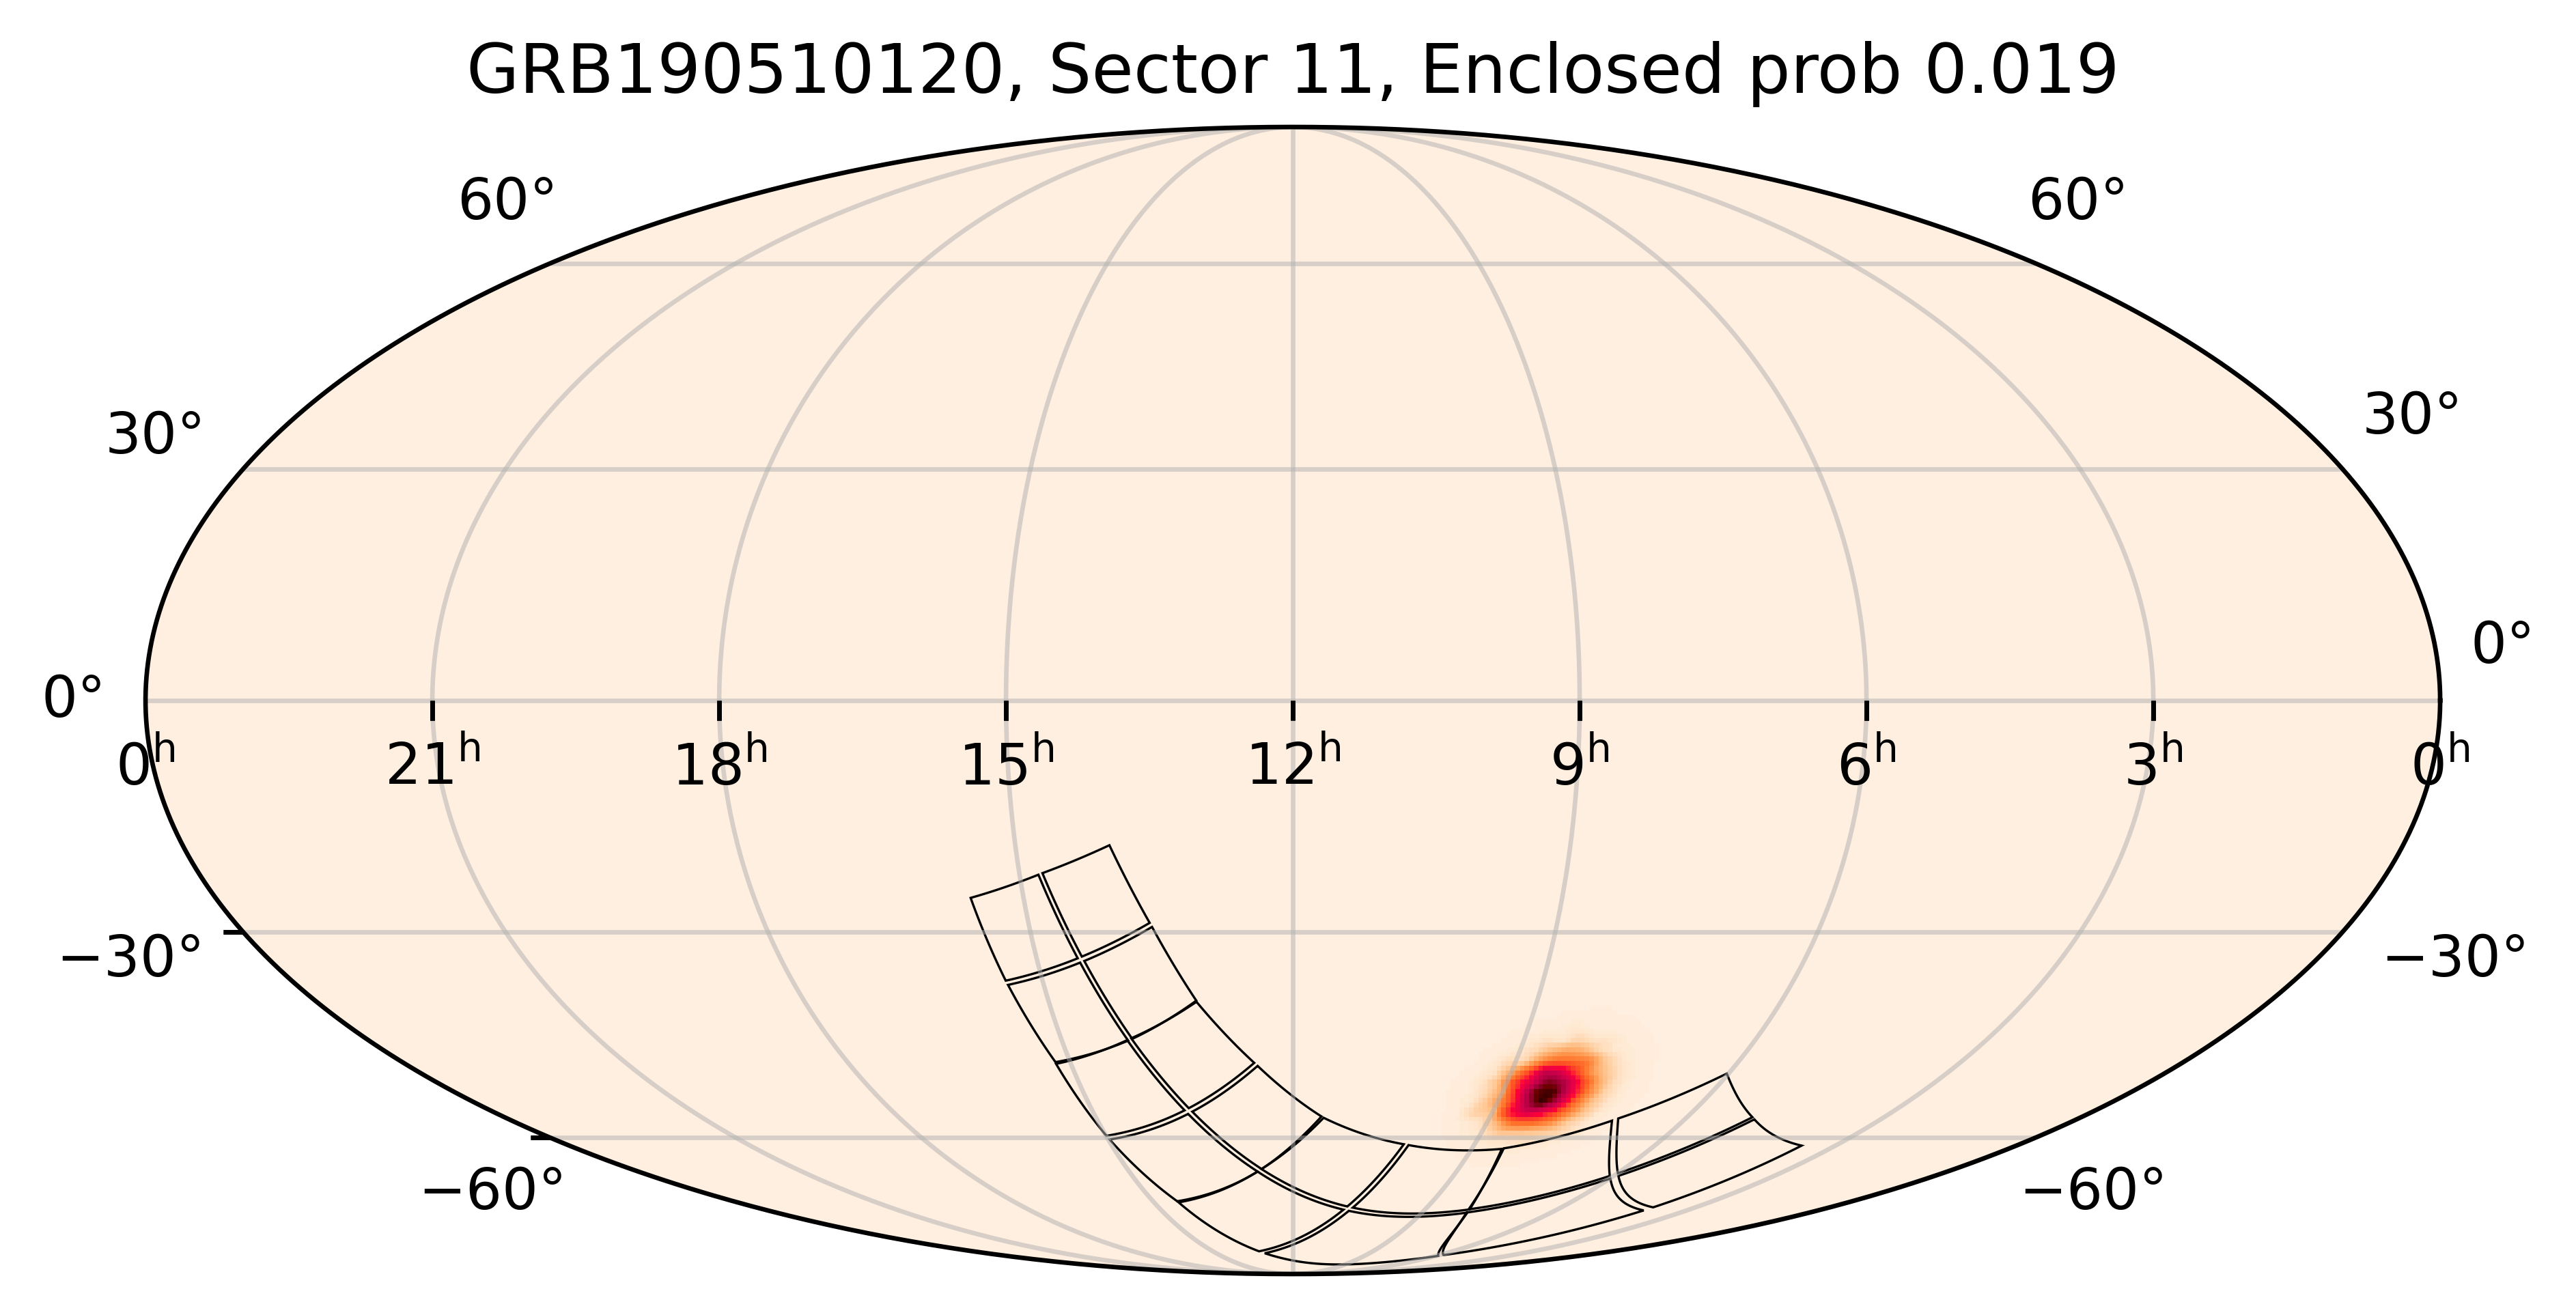 GRB190510120, Sector 11, Enclosed prob 0.019
60° 60°
30° 30°
0° 0°
0ʰ 21ʰ 18ʰ 15ʰ 12ʰ 9ʰ 6ʰ 3ʰ 0ʰ
−30° −30°
−60° −60°